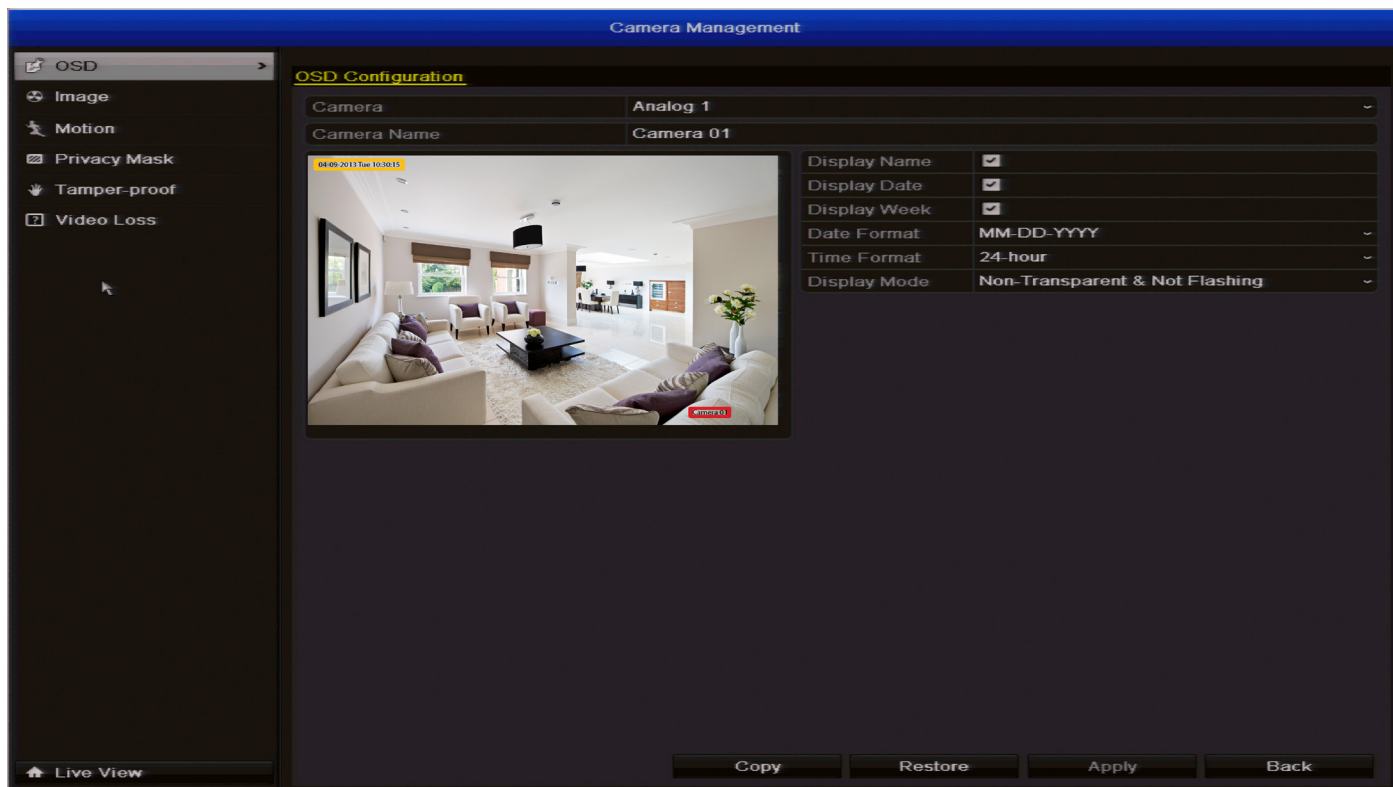 Camera Management
OSD
Image
Motion
Privacy Mask
Tamper-proof
Video Loss
Live View
OSD Configuration
Camera Analog 1
Camera Name Camera 01
04-09-2013 Tue 10:30:15
Camera 01
Display Name
Display Date
Display Week
Date Format MM-DD-YYYY
Time Format 24-hour
Display Mode Non-Transparent & Not Flashing
Copy Restore Apply Back